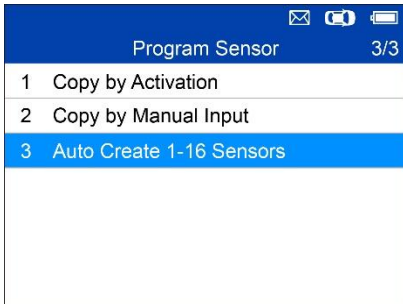 Program Sensor 3/3
1 Copy by Activation
2 Copy by Manual Input
3 Auto Create 1-16 Sensors